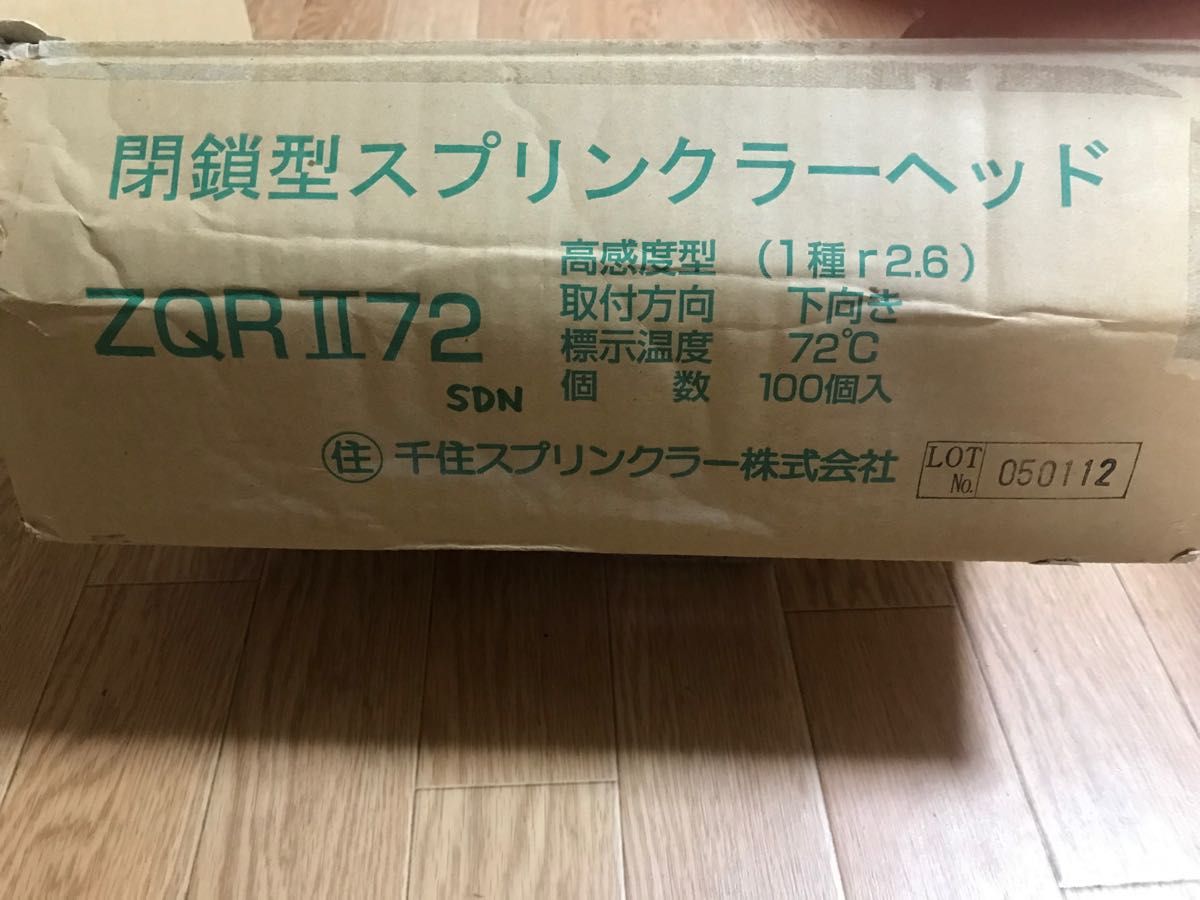 閉鎖型スプリンクラーヘッド
ZQRⅡ72
SDN
高感度型 (1種r2.6)
取付方向 下向き
標示温度 72℃
個数 100個入
住 千住スプリンクラー株式会社
LOT No. 050112